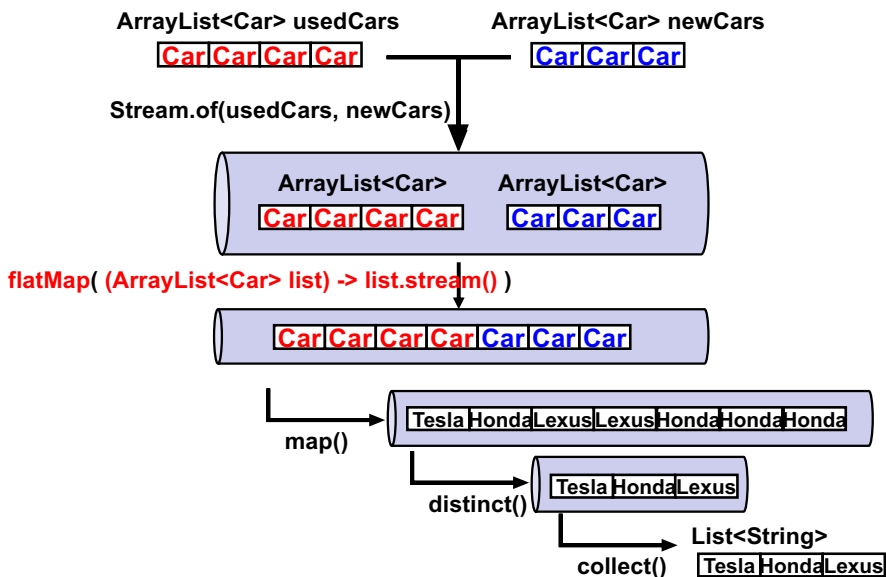 ArrayList<Car> usedCars ArrayList<Car> newCars
Car Car Car Car Car Car Car
Stream.of(usedCars, newCars)
ArrayList<Car> ArrayList<Car>
Car Car Car Car Car Car Car
flatMap( (ArrayList<Car> list) -> list.stream() )
Car Car Car Car Car Car Car
Tesla Honda Lexus Lexus Honda Honda Honda
map()
Tesla Honda Lexus
distinct()
List<String>
collect()
Tesla Honda Lexus